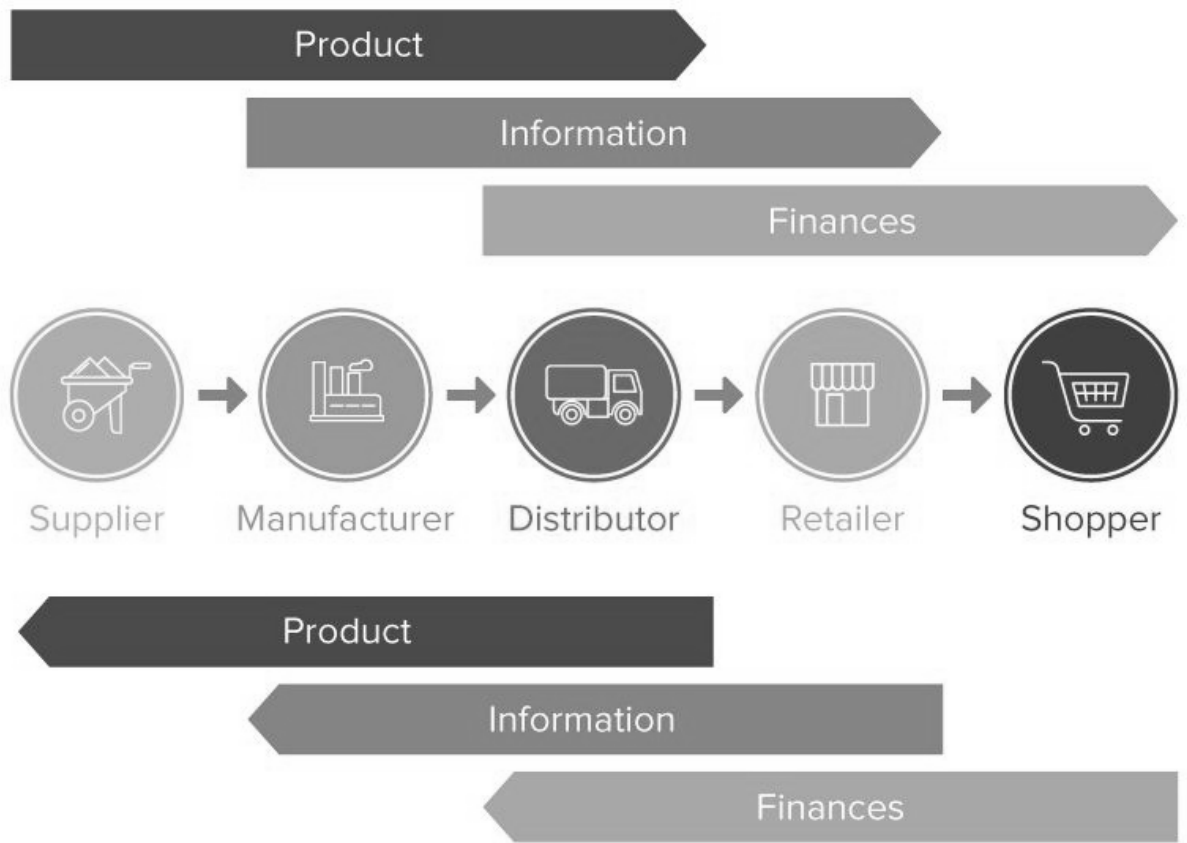 Product
Information
Finances
Supplier Manufacturer Distributor Retailer Shopper
Product
Information
Finances